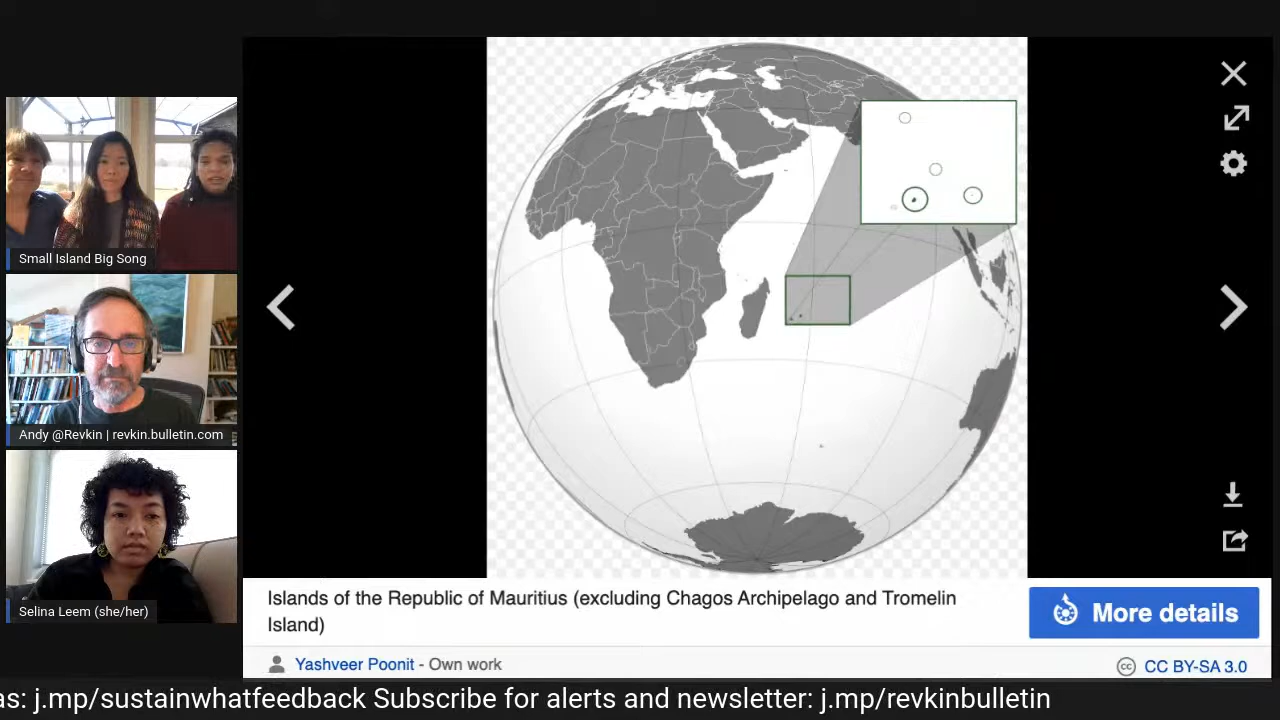 Small Island Big Song
Andy @Revkin | revkin.bulletin.com
Selina Leem (she/her)
Islands of the Republic of Mauritius (excluding Chagos Archipelago and Tromelin
Island)
More details
Yashveer Poonit - Own work
cc CC BY-SA 3.0
as: j.mp/sustainwhatfeedback Subscribe for alerts and newsletter: j.mp/revkinbulletin